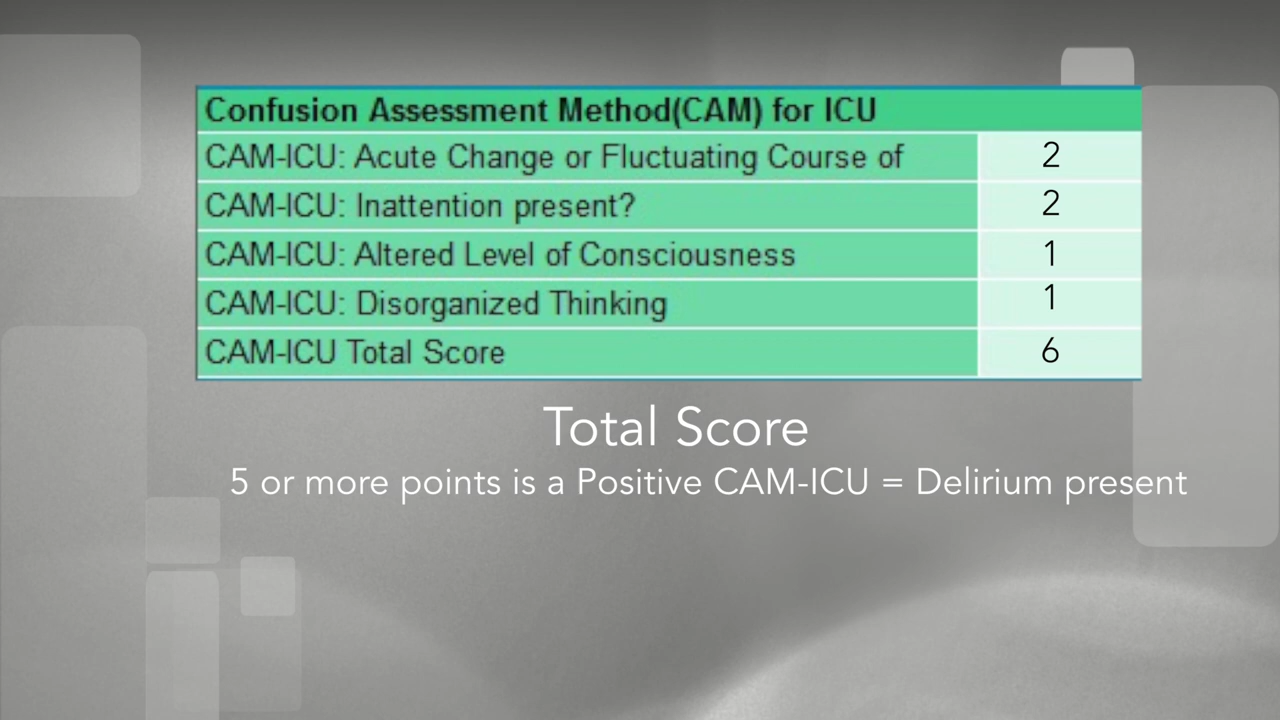 Confusion Assessment Method(CAM) for ICU
CAM-ICU: Acute Change or Fluctuating Course of 2
CAM-ICU: Inattention present? 2
CAM-ICU: Altered Level of Consciousness 1
CAM-ICU: Disorganized Thinking 1
CAM-ICU Total Score 6
Total Score
5 or more points is a Positive CAM-ICU = Delirium present